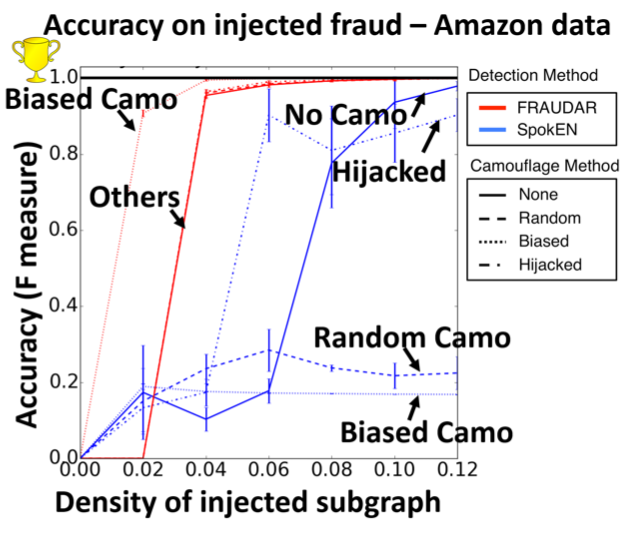 Accuracy on injected fraud – Amazon data
Accuracy (F measure)
1.0
0.8
0.6
0.4
0.2
0.0
0.00 0.02 0.04 0.06 0.08 0.10 0.12
Density of injected subgraph
Biased Camo
Others
No Camo
Hijacked
Random Camo
Biased Camo
Detection Method
FRAUDAR
SpokEN
Camouflage Method
None
Random
Biased
Hijacked